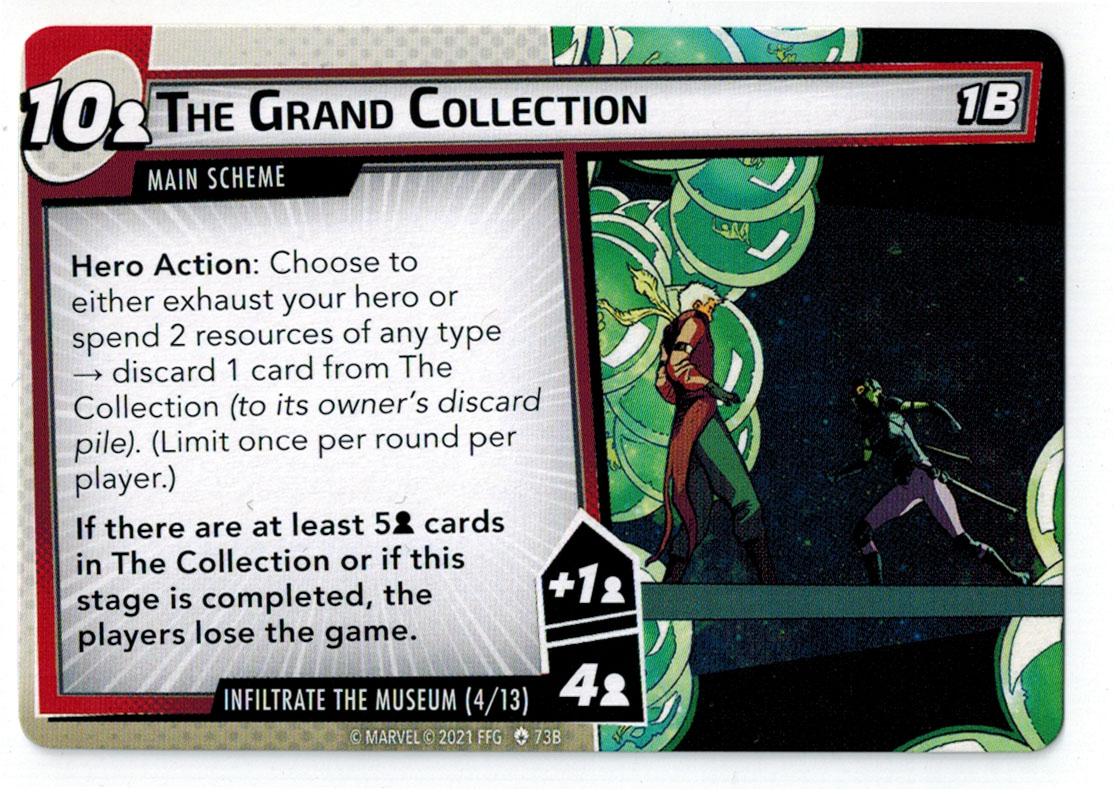 10
THE GRAND COLLECTION
1B
MAIN SCHEME
Hero Action: Choose to
either exhaust your hero or
spend 2 resources of any type
→ discard 1 card from The
Collection (to its owner's discard
pile). (Limit once per round per
player.)
If there are at least 5 cards
in The Collection or if this
stage is completed, the
players lose the game.
+1
4
INFILTRATE THE MUSEUM (4/13)
© MARVEL © 2021 FFG 73B